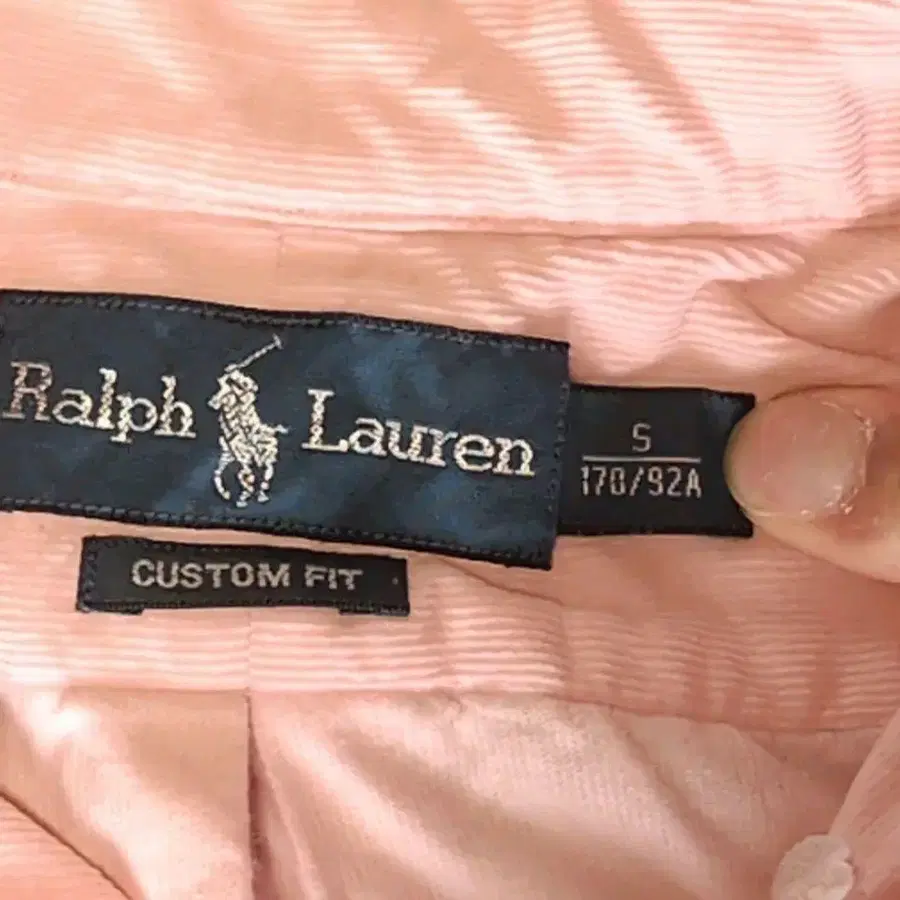 Ralph Lauren
S
170/92A
CUSTOM FIT